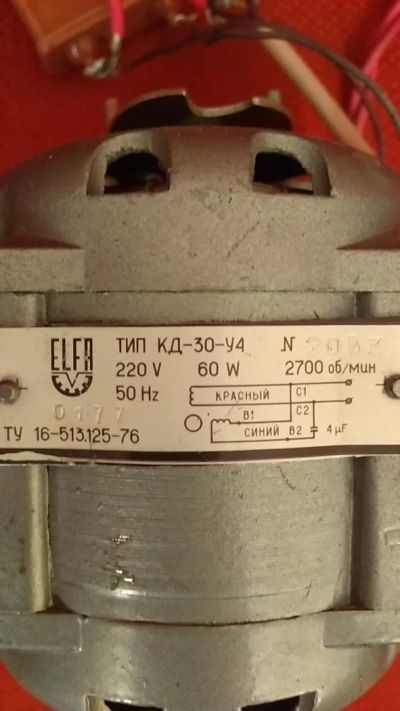 ELFA ТИП КД-30-У4 N
220 V 60 W 2700 об/мин
50 Hz КРАСНЫЙ C1
C2
0177 B1
СИНИЙ B2 4 µF
ТУ 16-513.125-76